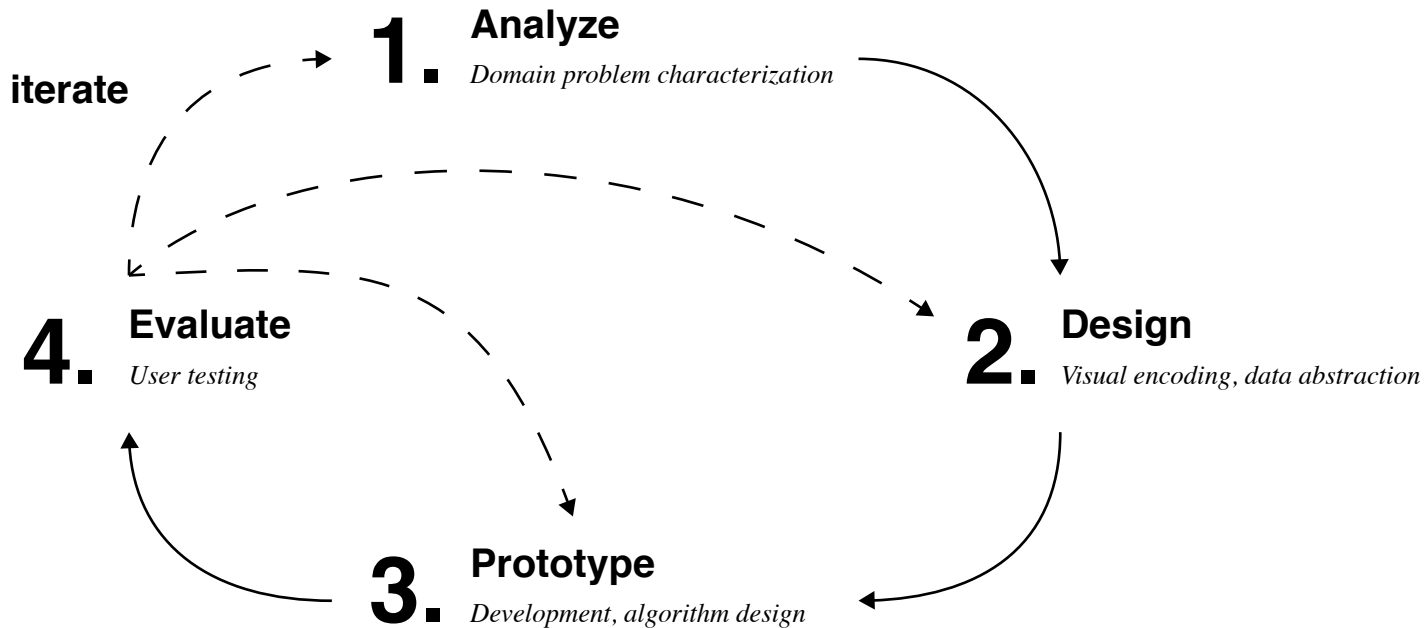 iterate
1. Analyze
Domain problem characterization
2. Design
Visual encoding, data abstraction
3. Prototype
Development, algorithm design
4. Evaluate
User testing